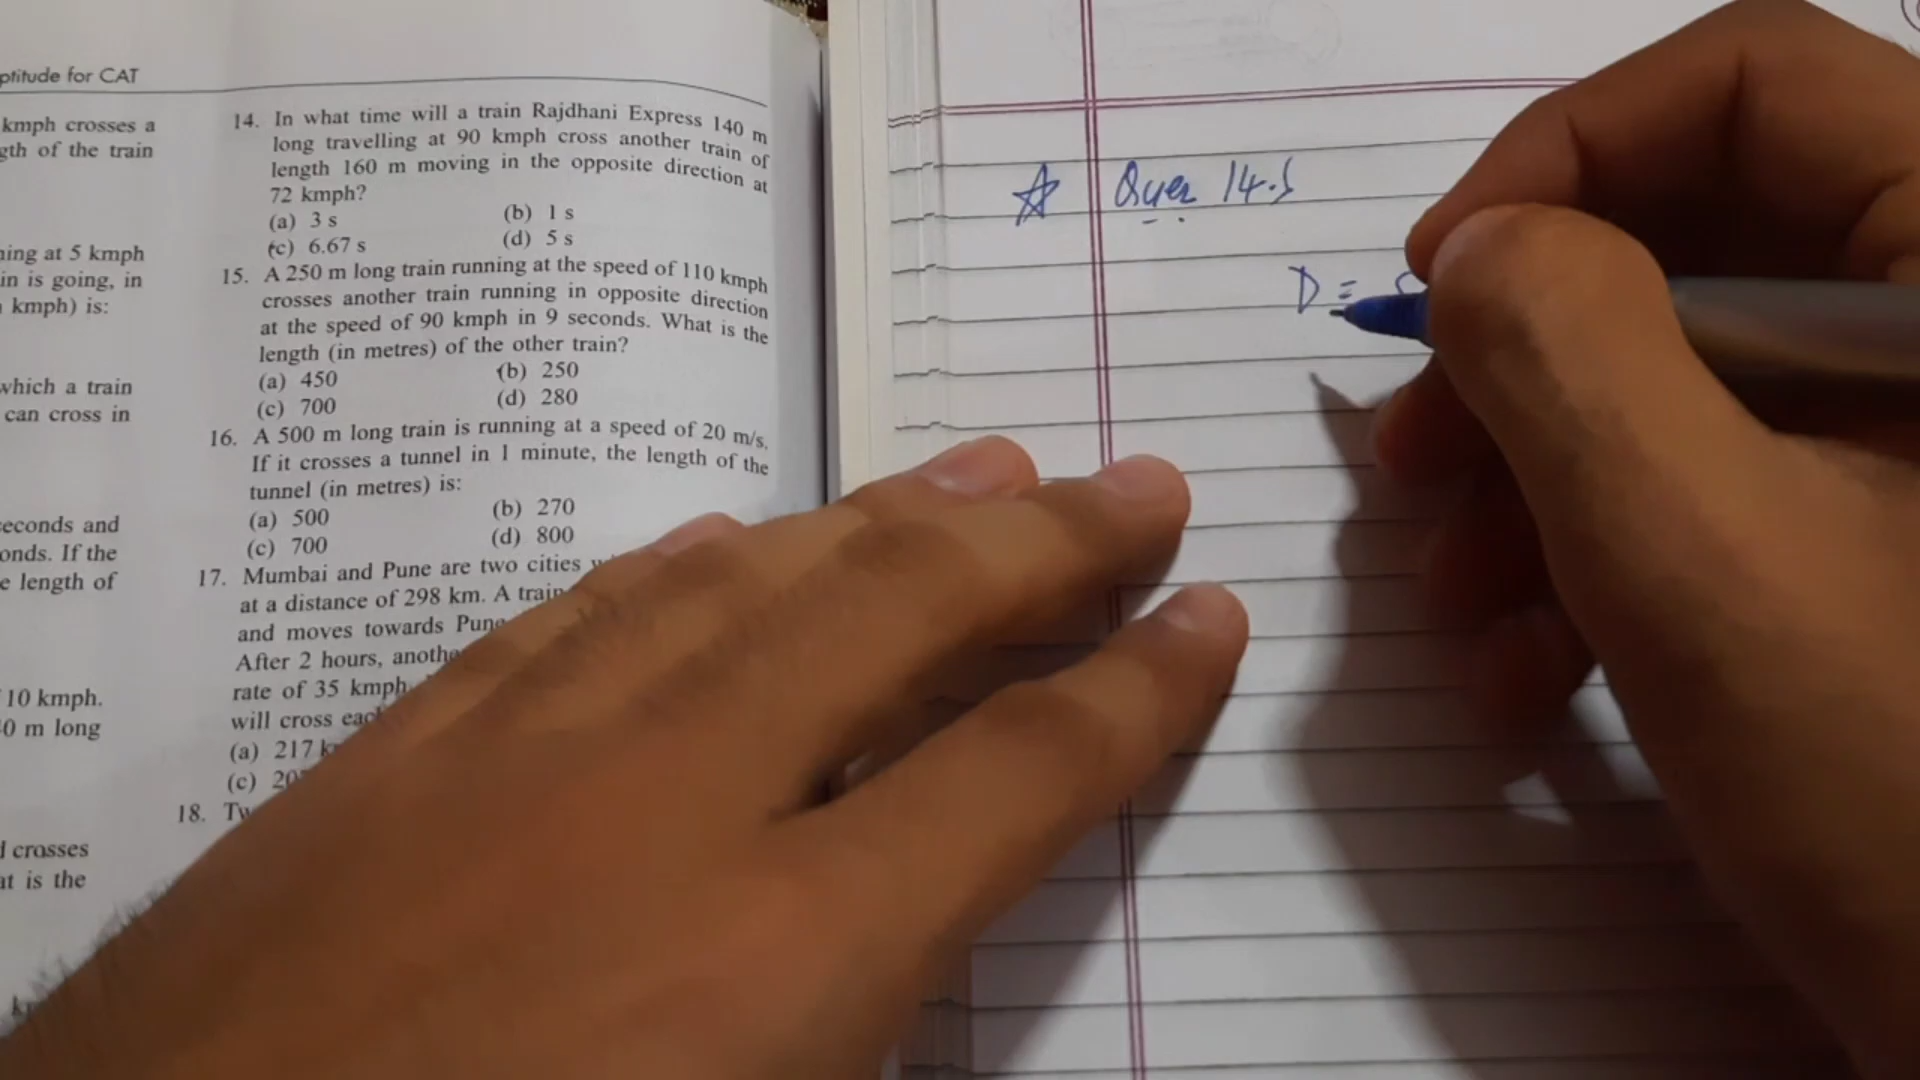 ptitude for CAT
kmph crosses a
gth of the train
ning at 5 kmph
in is going, in
kmph) is:
which a train
can cross in
seconds and
onds. If the
e length of
10 kmph.
0 m long
d crosses
at is the
14. In what time will a train Rajdhani Express 140 m
long travelling at 90 kmph cross another train of
length 160 m moving in the opposite direction at
72 kmph?
(a) 3 s (b) 1 s
(c) 6.67 s (d) 5 s
15. A 250 m long train running at the speed of 110 kmph
crosses another train running in opposite direction
at the speed of 90 kmph in 9 seconds. What is the
length (in metres) of the other train?
(a) 450 (b) 250
(c) 700 (d) 280
16. A 500 m long train is running at a speed of 20 m/s.
If it crosses a tunnel in 1 minute, the length of the
tunnel (in metres) is:
(a) 500 (b) 270
(c) 700 (d) 800
17. Mumbai and Pune are two cities
at a distance of 298 km. A train
and moves towards Pune
After 2 hours, anothe
rate of 35 kmph
will cross each
(a) 217 k
(c) 20
18. Tw
Ques 14.
D =